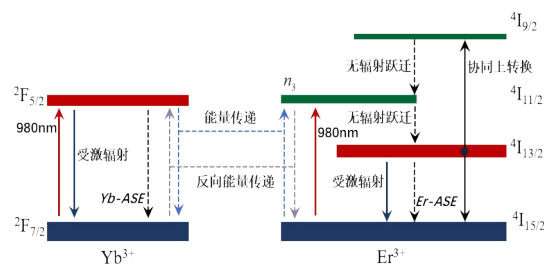 ⁴I₉/₂
无辐射跃迁
协同上转换
n₃
²F₅/₂
⁴I₁₁/₂
能量传递
无辐射跃迁
980nm
980nm
受激辐射
⁴I₁₃/₂
反向能量传递
受激辐射
Yb-ASE
Er-ASE
²F₇/₂
⁴I₁₅/₂
Yb³⁺
Er³⁺